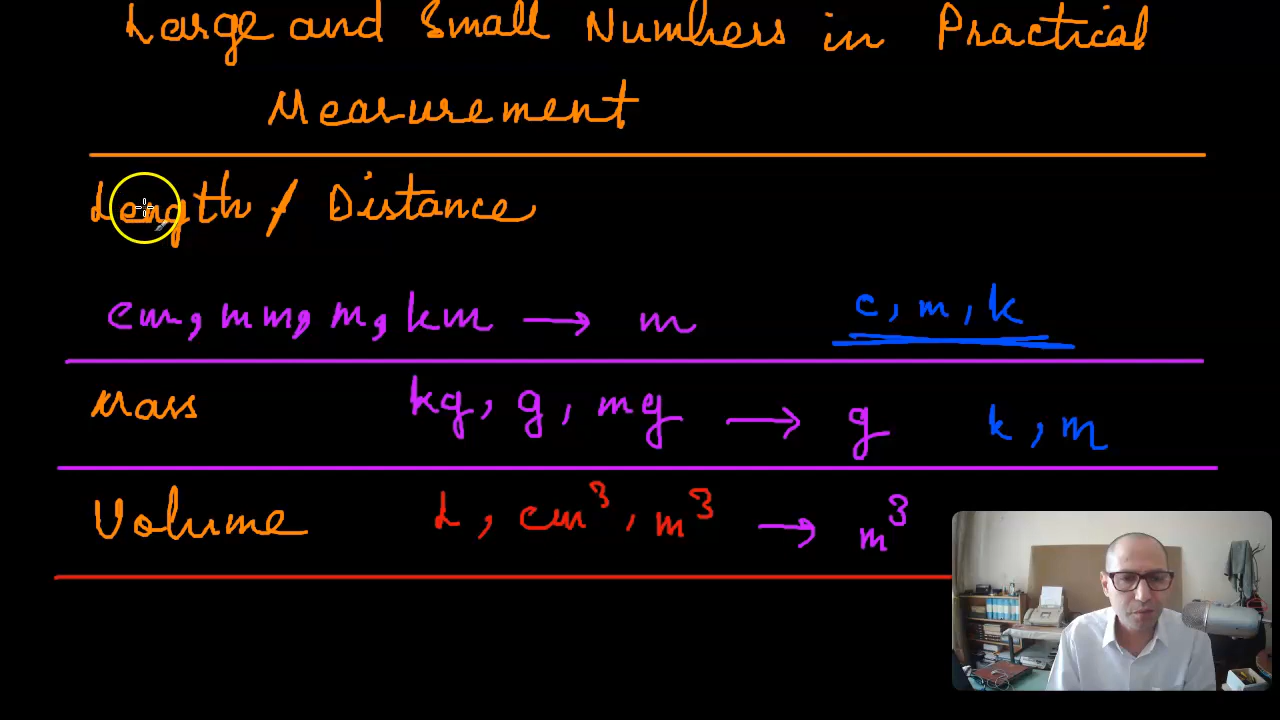 Large and Small Numbers in Practical
Measurement
Length / Distance
cm, mm, m, km → m c, m, k
Mass kg, g, mg → g k, m
Volume L, cm³, m³ → m³